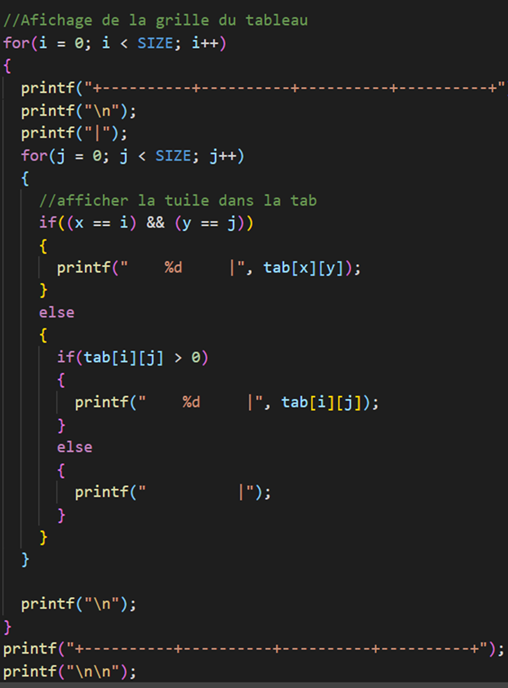 //Afichage de la grille du tableau
for(i = 0; i < SIZE; i++)
{
printf("+----------+----------+----------+----------+"
printf("\n");
printf("|");
for(j = 0; j < SIZE; j++)
{
//afficher la tuile dans la tab
if((x == i) && (y == j))
{
printf("    %d     |", tab[x][y]);
}
else
{
if(tab[i][j] > 0)
{
printf("    %d     |", tab[i][j]);
}
else
{
printf("          |");
}
}
}
printf("\n");
}
printf("+----------+----------+----------+----------+");
printf("\n\n");